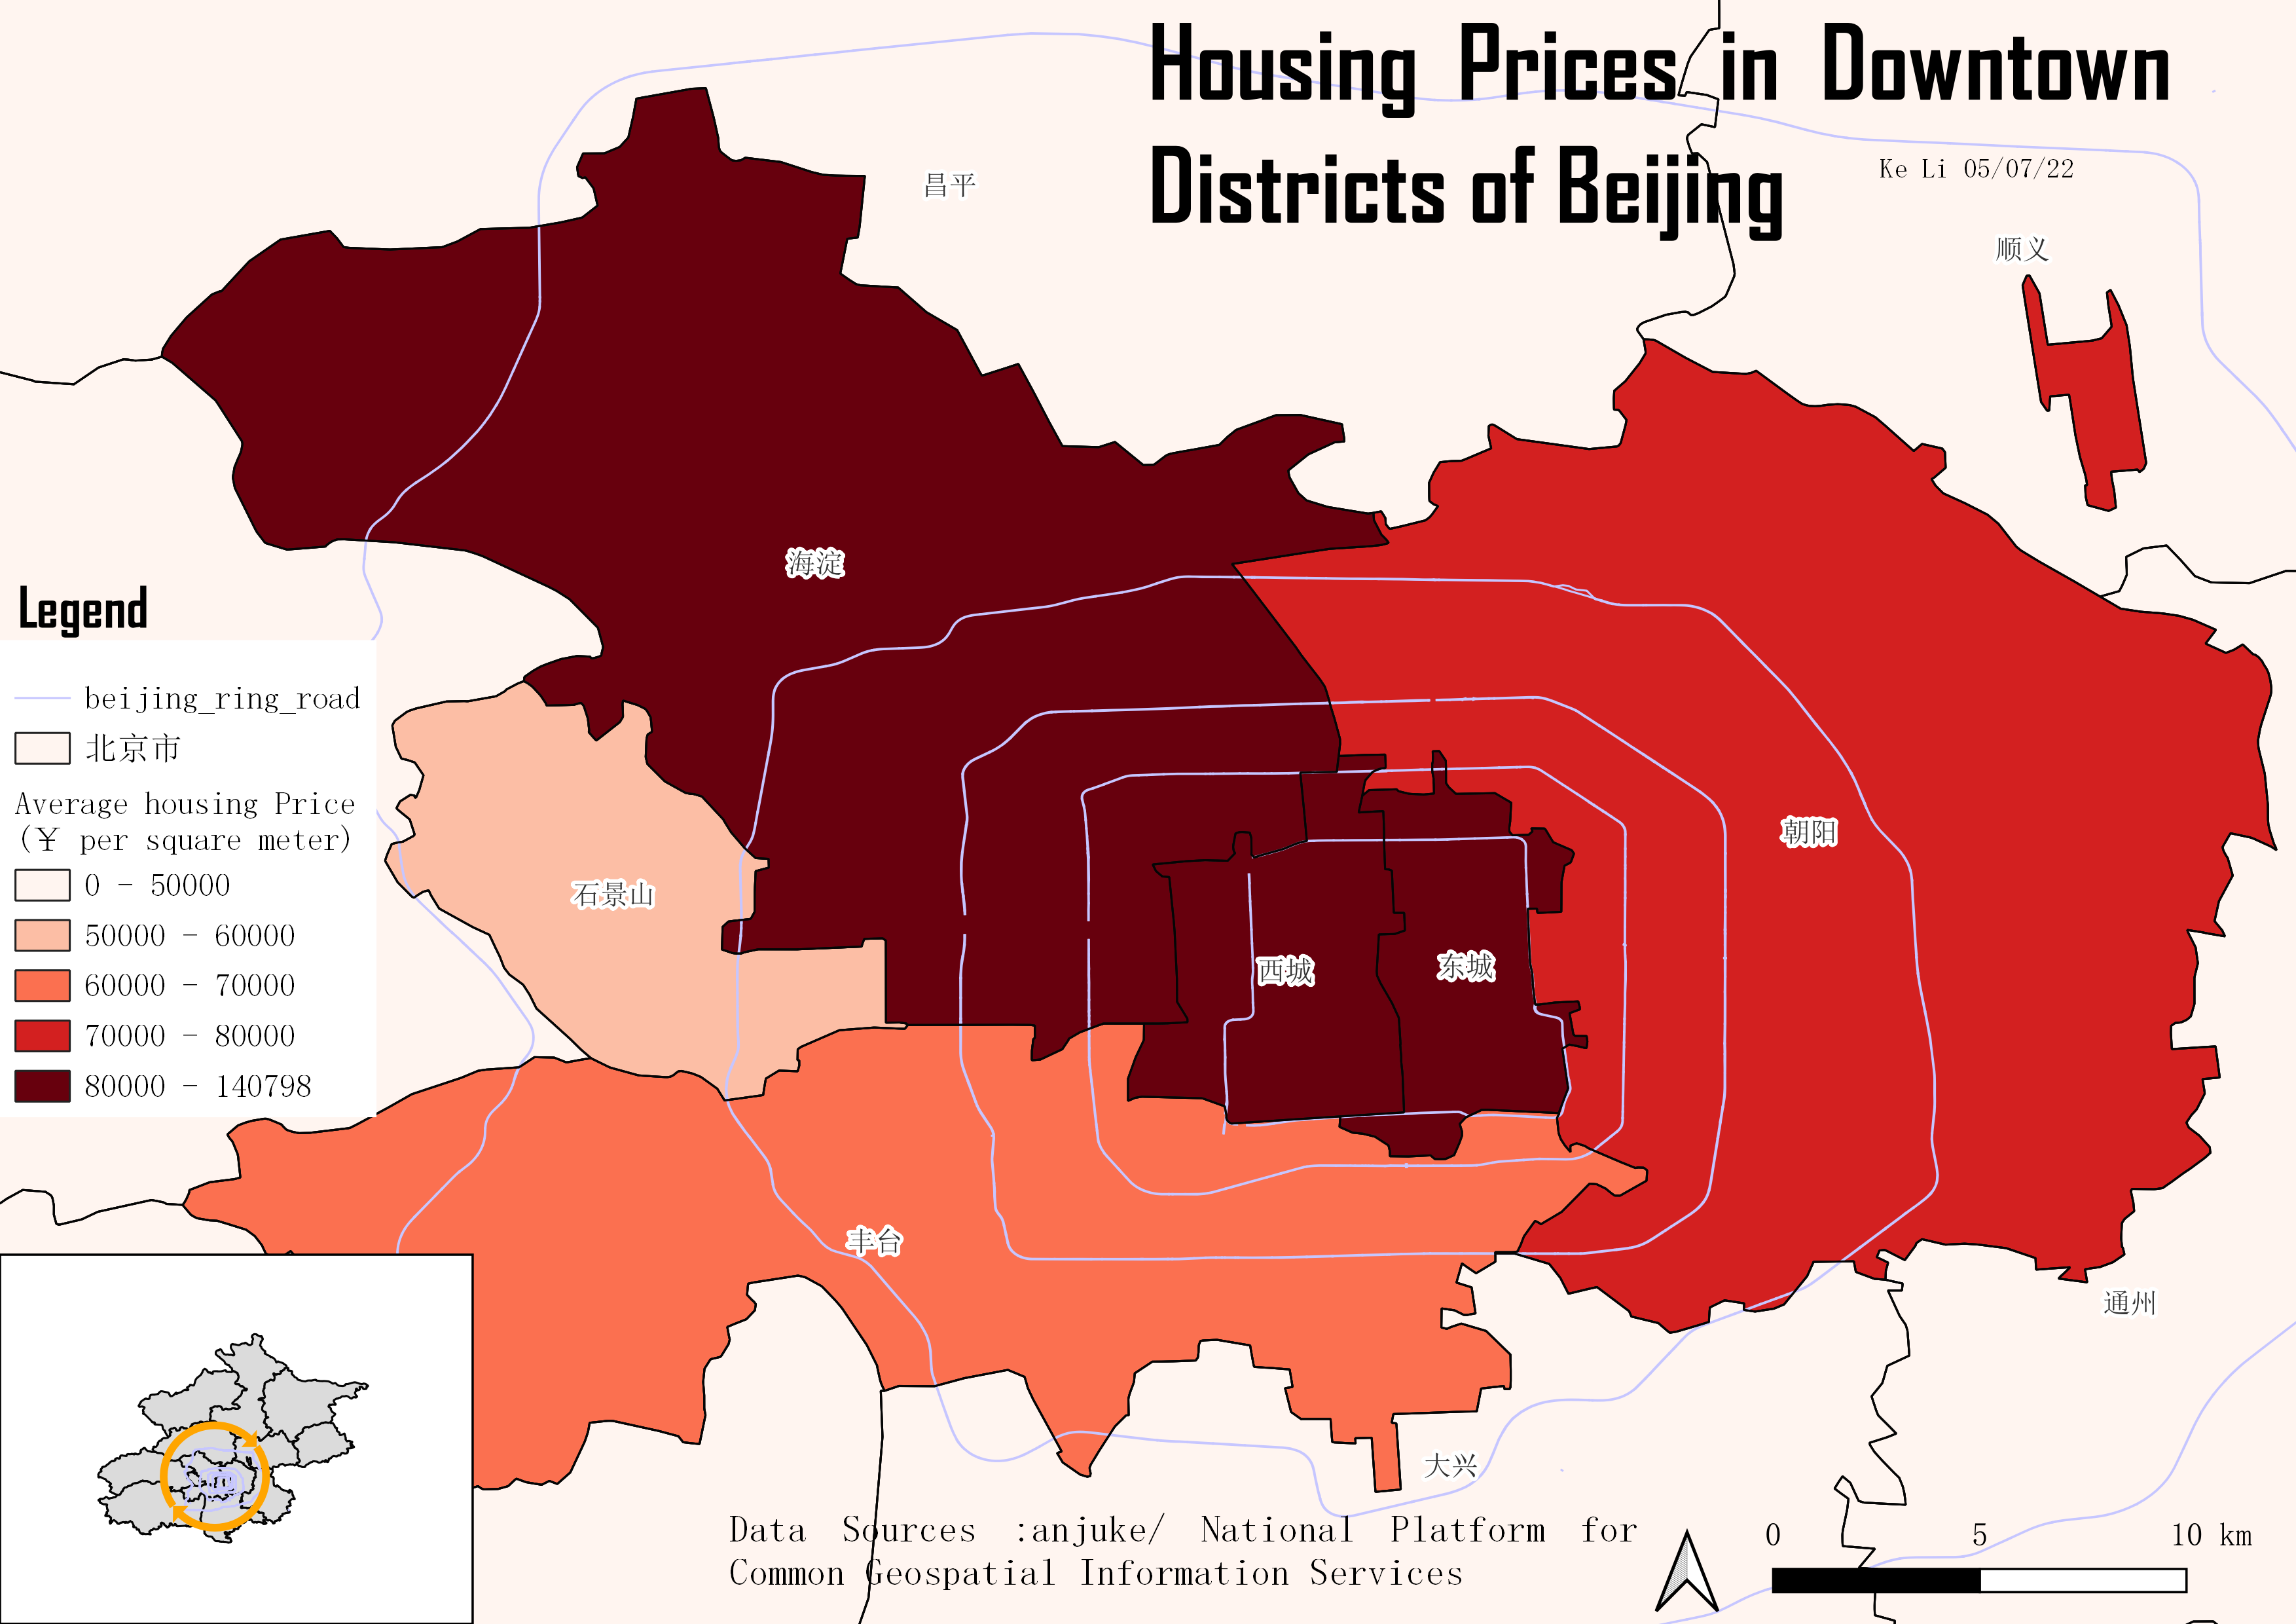 Housing Prices in Downtown
Districts of Beijing
Ke Li 05/07/22
昌平
顺义
海淀
朝阳
石景山
西城
东城
丰台
通州
大兴
Legend
beijing_ring_road
北京市
Average housing Price
(¥ per square meter)
0 - 50000
50000 - 60000
60000 - 70000
70000 - 80000
80000 - 140798
Data Sources :anjuke/ National Platform for
Common Geospatial Information Services
0 5 10 km